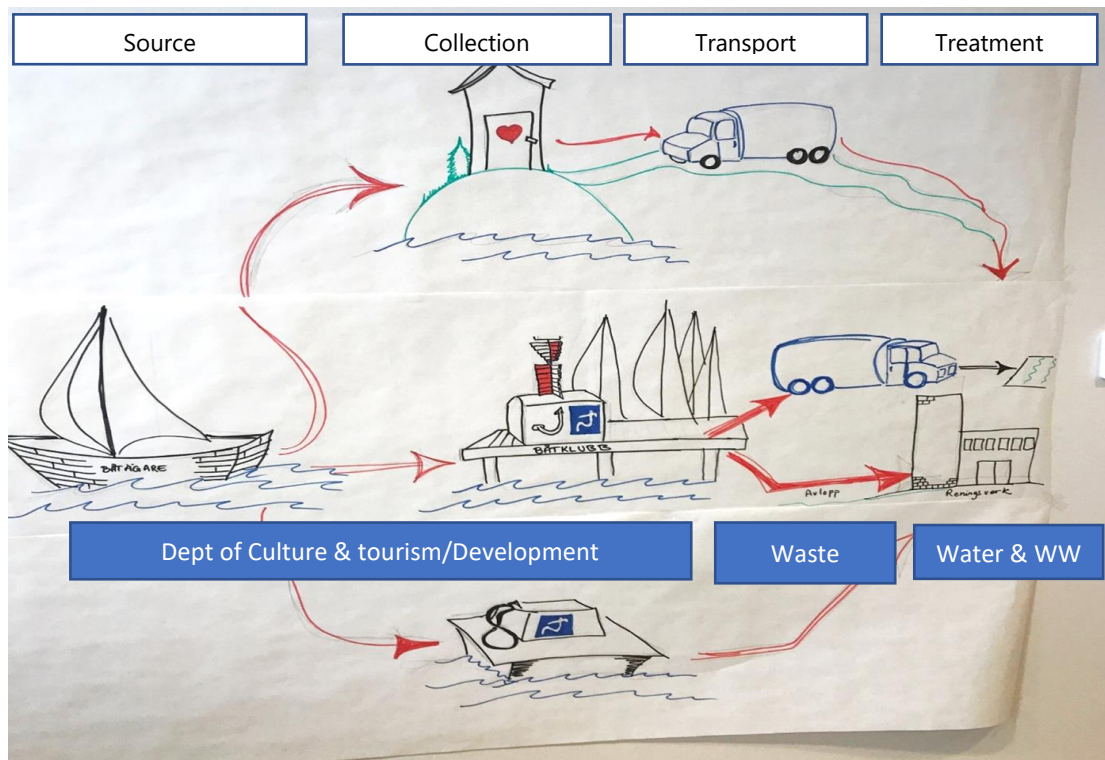 Source
Collection
Transport
Treatment
BÅTÄGARE
BÅTKLUBB
Avlopp
Reningsverk
Dept of Culture & tourism/Development
Waste
Water & WW